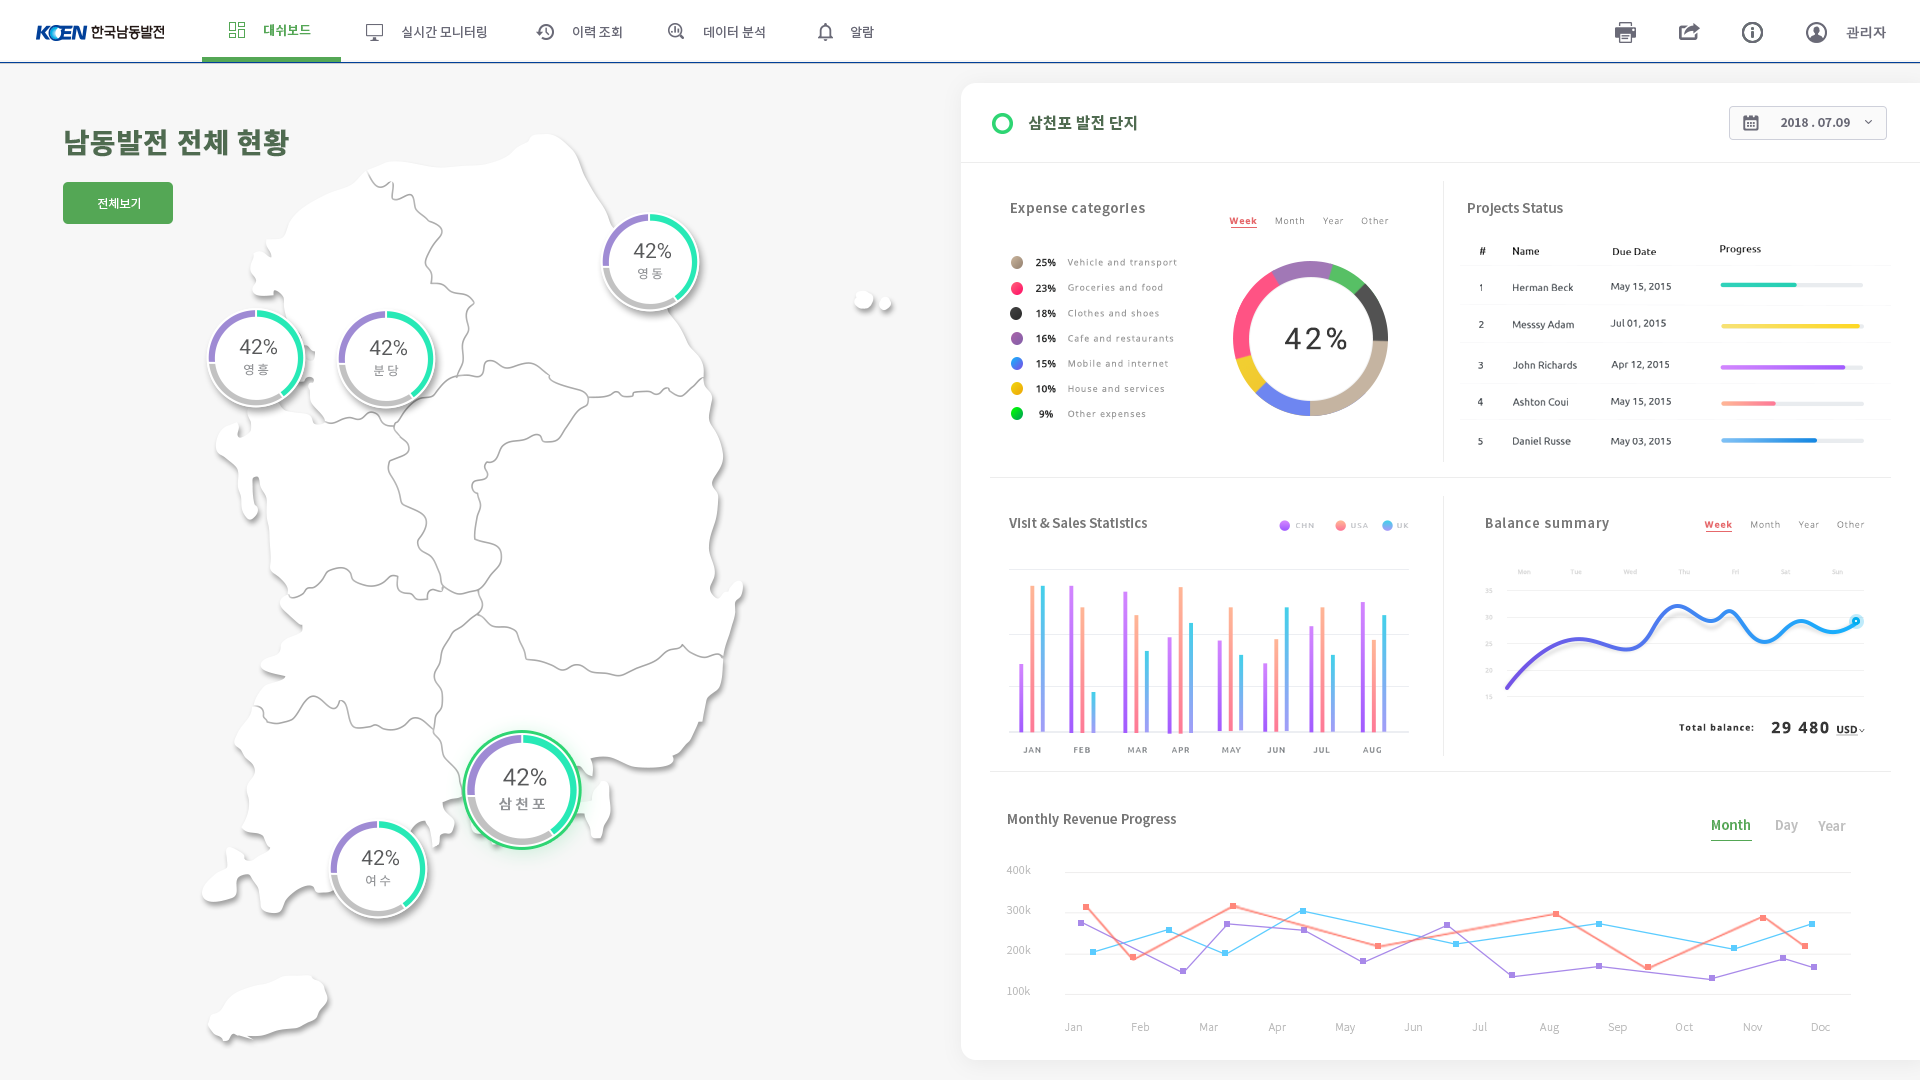 KOEN 한국남동발전
대쉬보드
실시간 모니터링
이력 조회
데이터 분석
알람
관리자
남동발전 전체 현황
전체보기
42%
영동
42%
영흥
42%
분당
42%
삼천포
42%
여수
삼천포 발전 단지
2018 . 07.09
Expense categories
Week Month Year Other
25% Vehicle and transport
23% Groceries and food
18% Clothes and shoes
16% Cafe and restaurants
15% Mobile and internet
10% House and services
9% Other expenses
42%
Projects Status
# Name Due Date Progress
1 Herman Beck May 15, 2015
2 Messsy Adam Jul 01, 2015
3 John Richards Apr 12, 2015
4 Ashton Coui May 15, 2015
5 Daniel Russe May 03, 2015
Visit & Sales Statistics
CHN USA UK
JAN FEB MAR APR MAY JUN JUL AUG
Balance summary
Week Month Year Other
Mon Tue Wed Thu Fri Sat Sun
35
30
25
20
15
Total balance: 29 480 USD
Monthly Revenue Progress
Month Day Year
400k
300k
200k
100k
Jan Feb Mar Apr May Jun Jul Aug Sep Oct Nov Doc